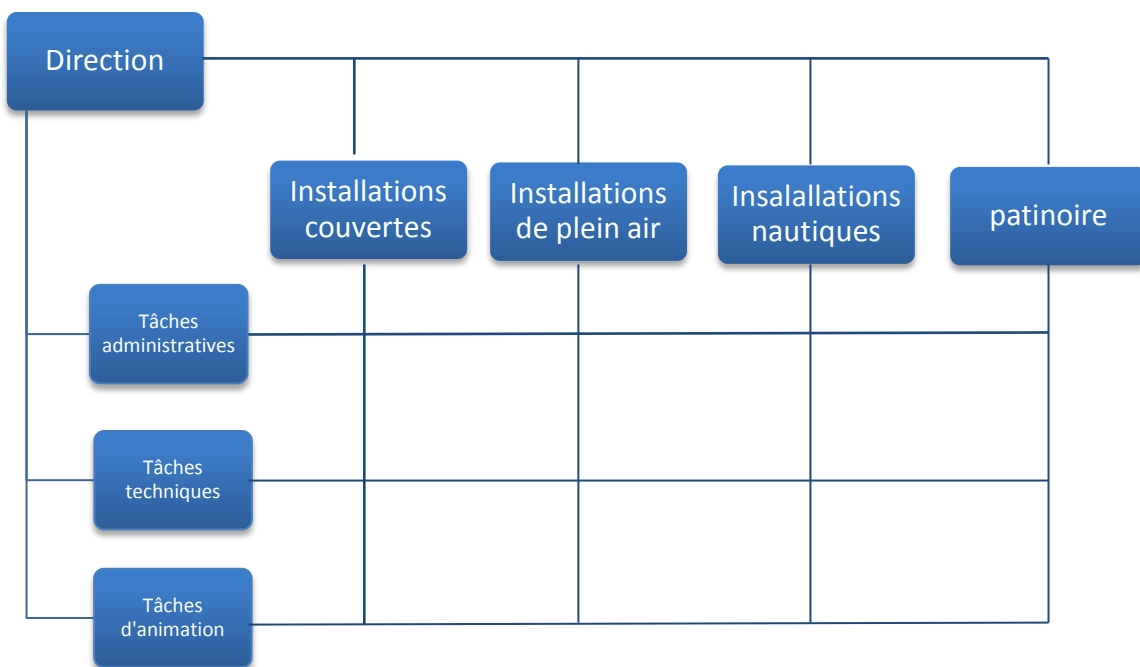 Direction
Installations
couvertes
Installations
de plein air
Insalallations
nautiques
patinoire
Tâches
administratives
Tâches
techniques
Tâches
d'animation